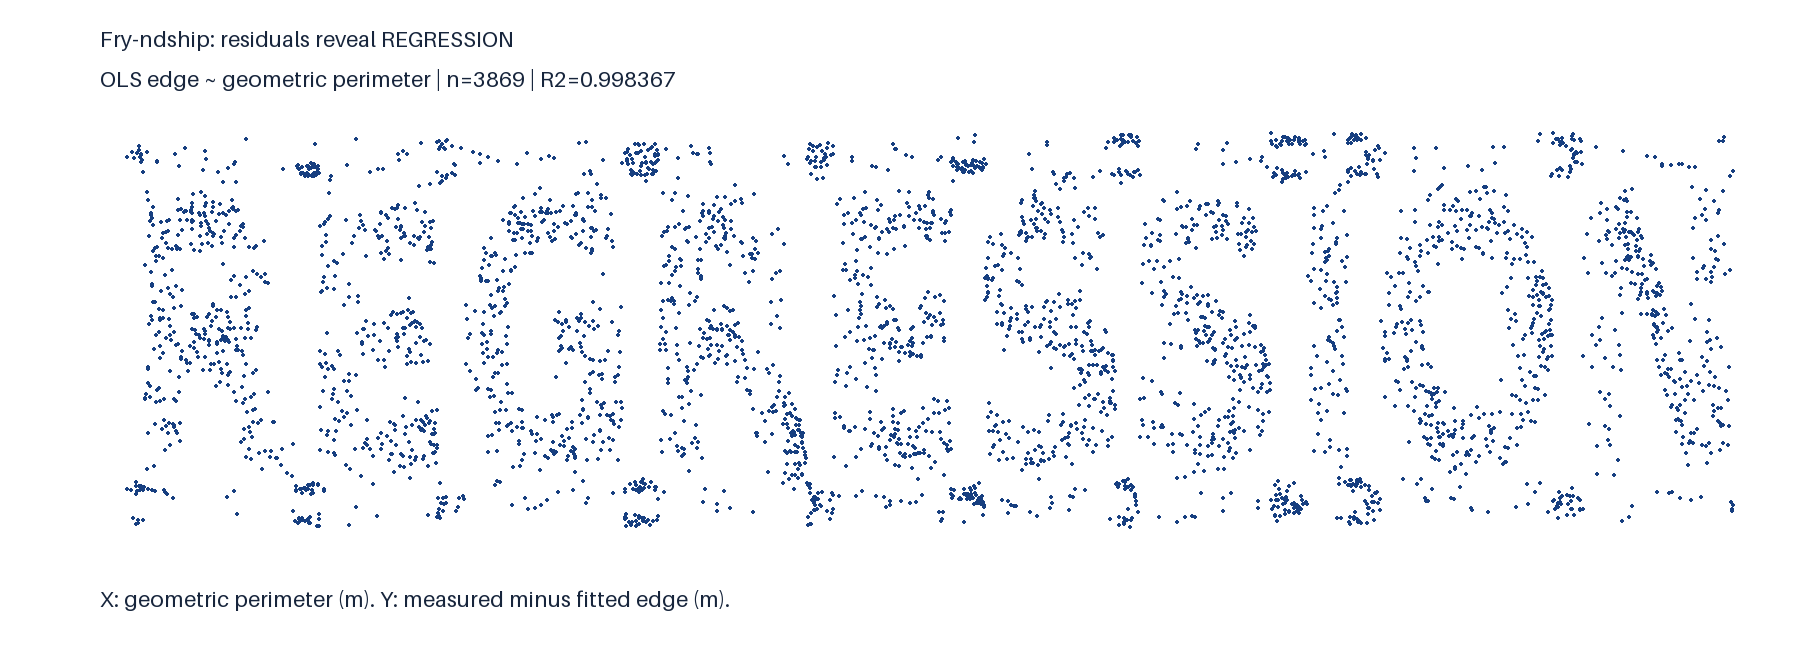 Fry-ndship: residuals reveal REGRESSION
OLS edge ~ geometric perimeter | n=3869 | R2=0.998367
REGRESSION
X: geometric perimeter (m). Y: measured minus fitted edge (m).